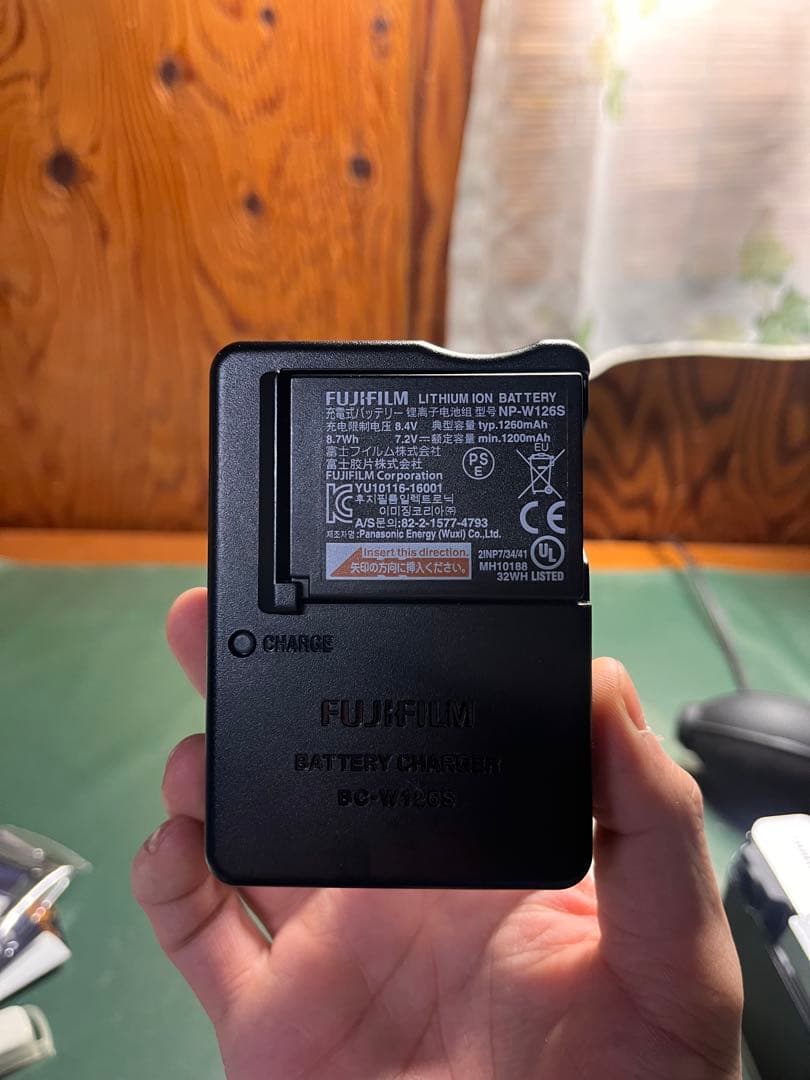 FUJIFILM LITHIUM ION BATTERY
充電式バッテリー 锂离子电池组 型号 NP-W126S
充电限制电压 8.4V 典型容量 typ.1260mAh
8.7Wh 7.2V⎓额定容量 min.1200mAh
富士フイルム株式会社
富士胶片株式会社
FUJIFILM Corporation
YU10116-16001
후지필름일렉트로닉
이미징코리아㈜
A/S문의:82-2-1577-4793
제조자명:Panasonic Energy (Wuxi) Co.,Ltd.
PS
E
EU
CE
UL
Insert this direction.
矢印の方向に挿入ください。
2INP7/34/41
MH10188
32WH LISTED
CHARGE
FUJIFILM
BATTERY CHARGER
BC-W126S